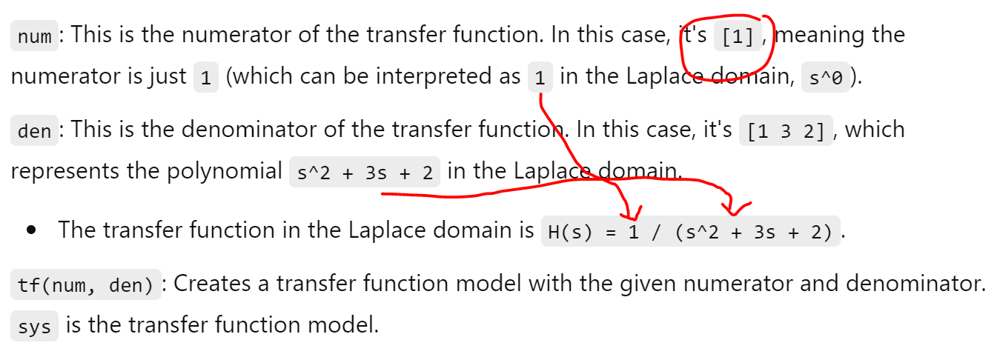 num: This is the numerator of the transfer function. In this case, it's [1], meaning the
numerator is just 1 (which can be interpreted as 1 in the Laplace domain, s^0).
den: This is the denominator of the transfer function. In this case, it's [1 3 2], which
represents the polynomial s^2 + 3s + 2 in the Laplace domain.
• The transfer function in the Laplace domain is H(s) = 1 / (s^2 + 3s + 2).
tf(num, den): Creates a transfer function model with the given numerator and denominator.
sys is the transfer function model.